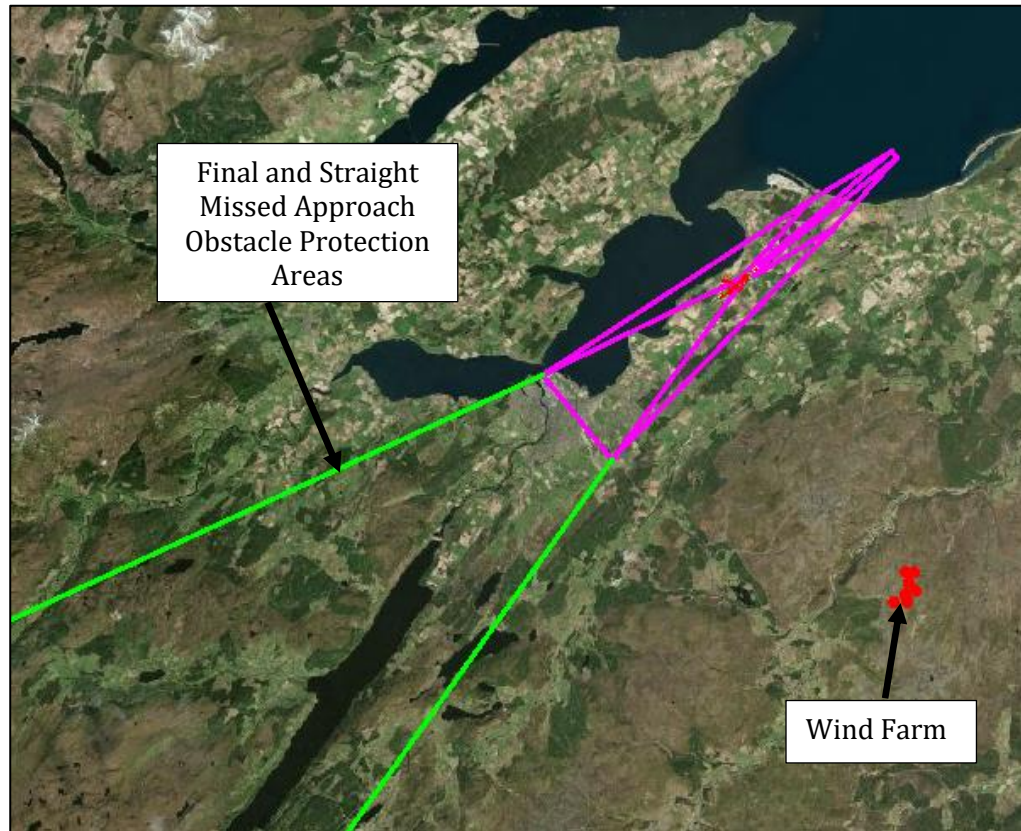 Final and Straight
Missed Approach
Obstacle Protection
Areas
Wind Farm